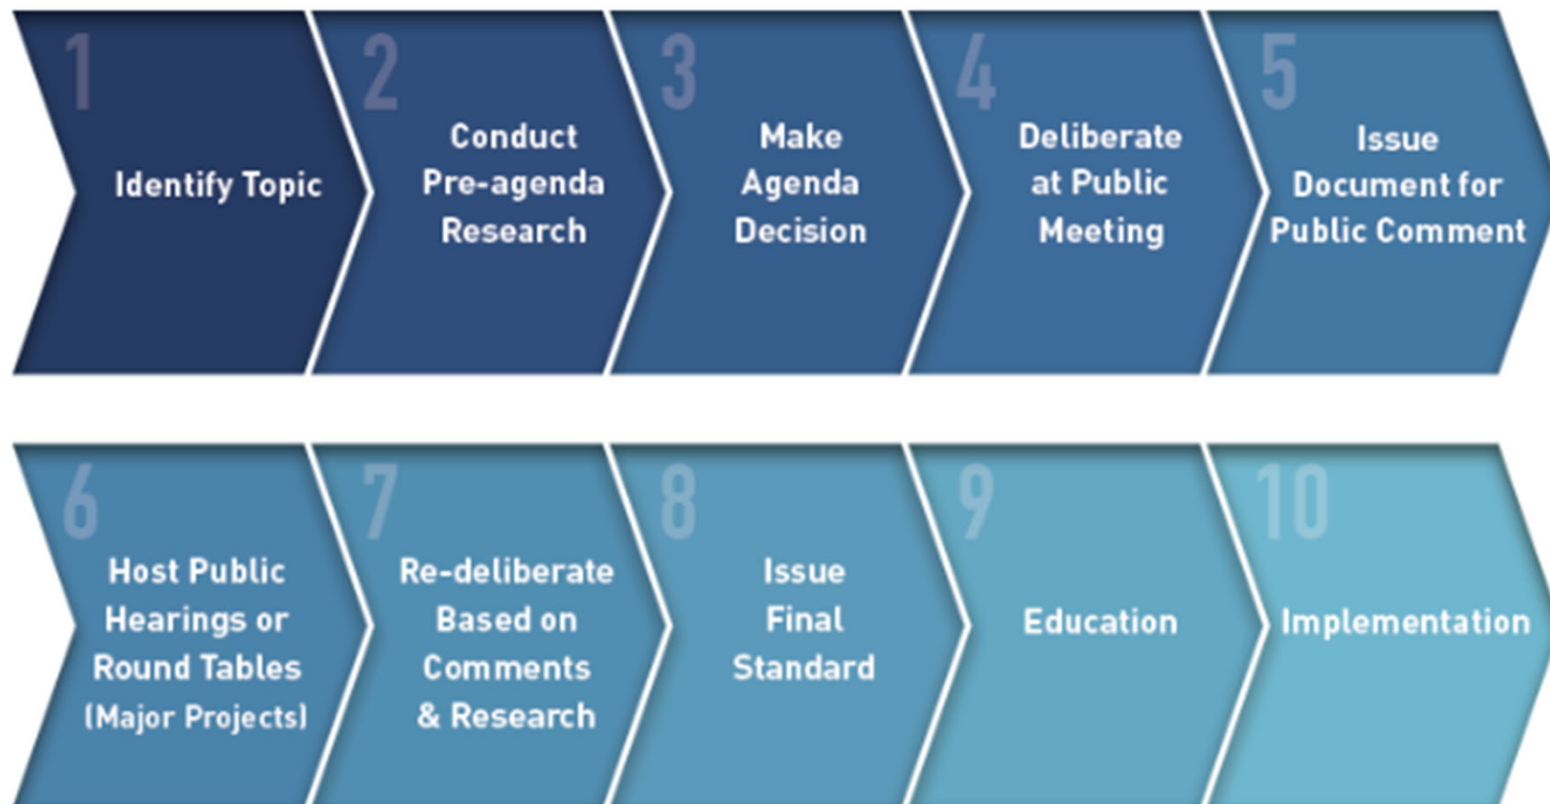 1
Identify Topic
2
Conduct
Pre-agenda
Research
3
Make
Agenda
Decision
4
Deliberate
at Public
Meeting
5
Issue
Document for
Public Comment
6
Host Public
Hearings or
Round Tables
(Major Projects)
7
Re-deliberate
Based on
Comments
& Research
8
Issue
Final
Standard
9
Education
10
Implementation